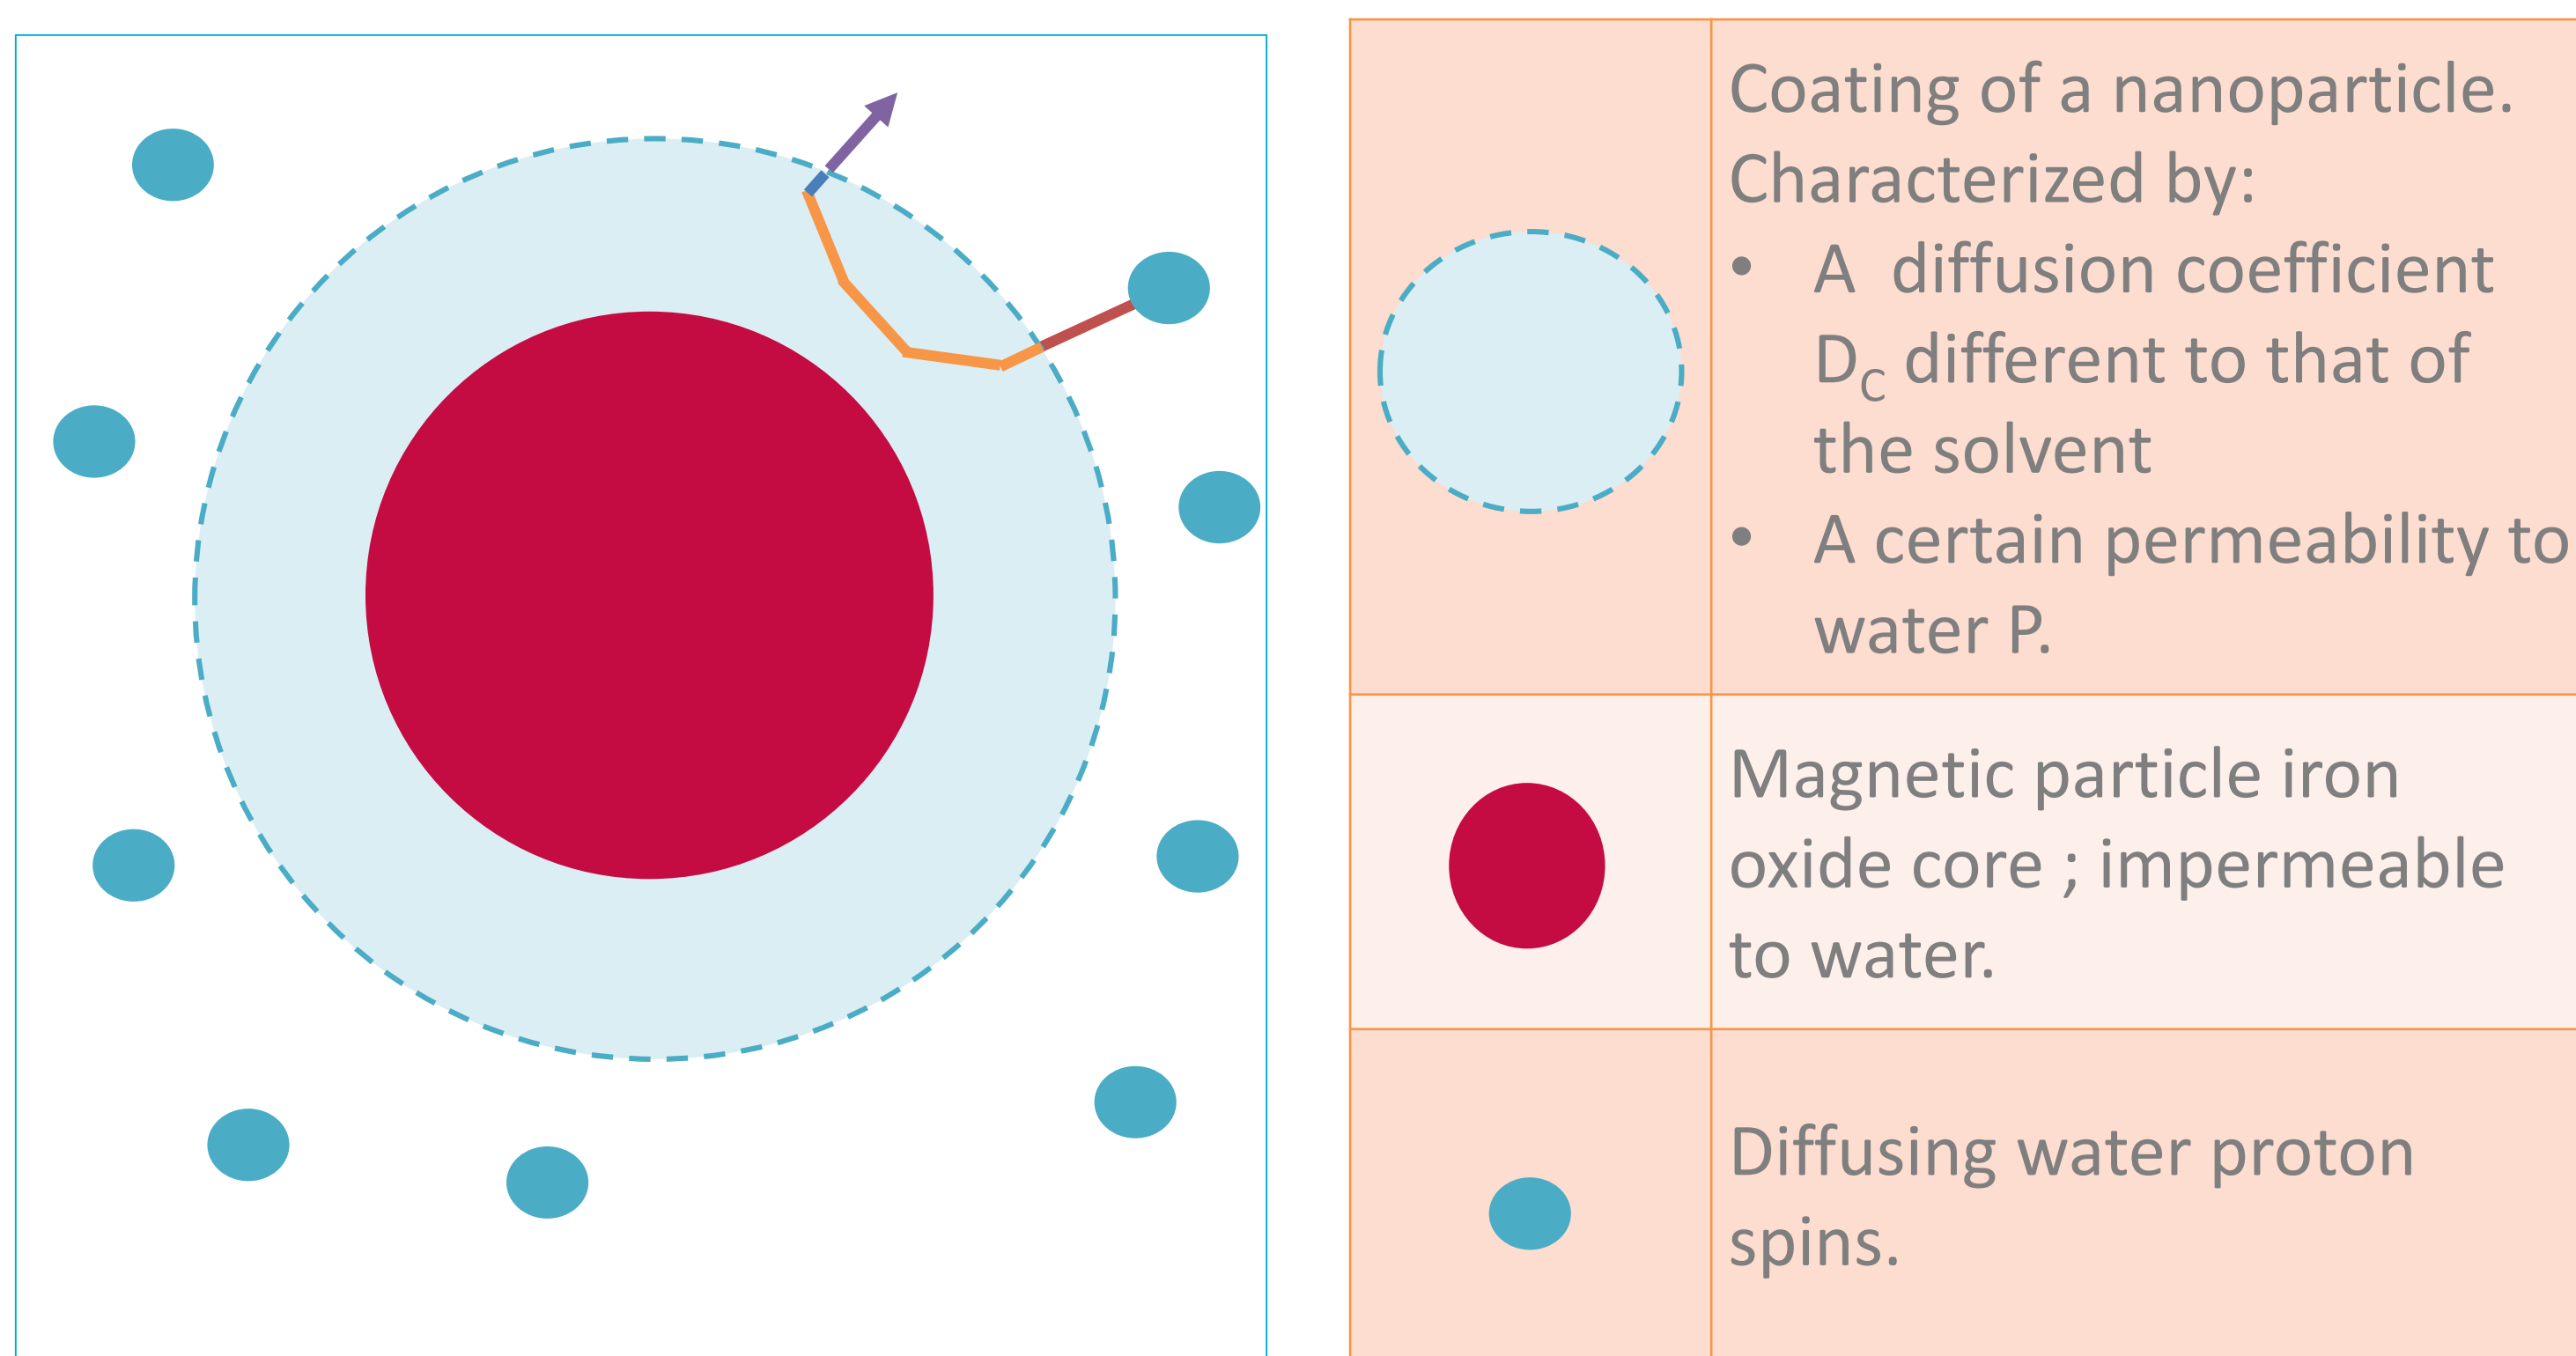 Coating of a nanoparticle.
Characterized by:
• A diffusion coefficient
D_C different to that of
the solvent
• A certain permeability to
water P.
Magnetic particle iron
oxide core ; impermeable
to water.
Diffusing water proton
spins.